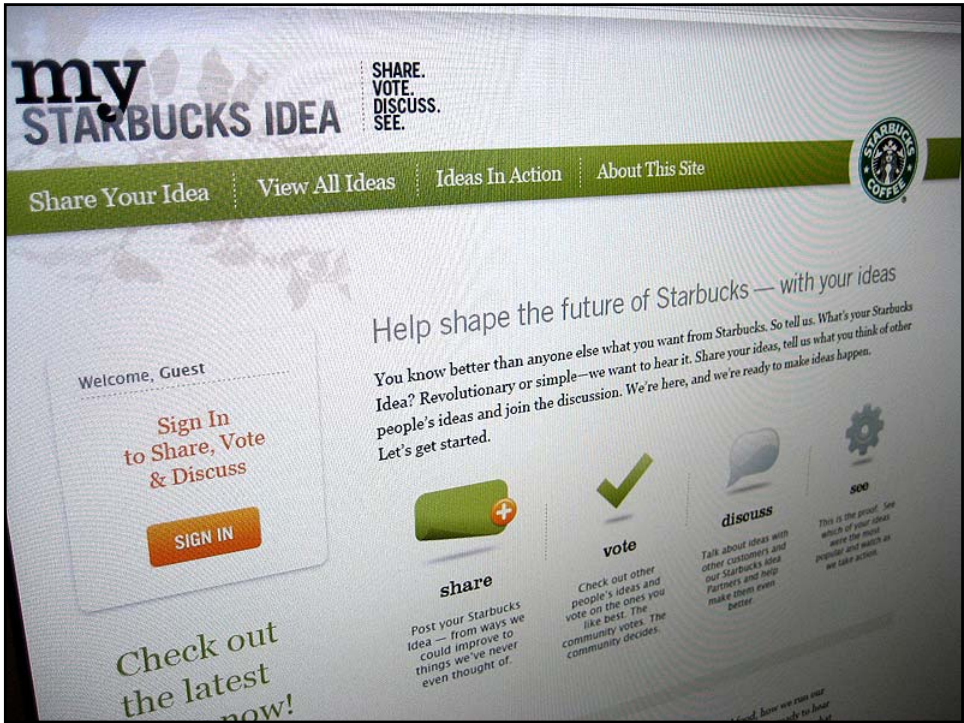 my
STARBUCKS IDEA
SHARE.
VOTE.
DISCUSS.
SEE.
Share Your Idea
View All Ideas
Ideas In Action
About This Site
STARBUCKS
COFFEE
®
Help shape the future of Starbucks — with your ideas
You know better than anyone else what you want from Starbucks. So tell us. What's your Starbucks
Idea? Revolutionary or simple—we want to hear it. Share your ideas, tell us what you think of other
people's ideas and join the discussion. We're here, and we're ready to make ideas happen.
Let's get started.
Welcome, Guest
Sign In
to Share, Vote
& Discuss
SIGN IN
share
Post your Starbucks
Idea — from ways we
could improve to
things we've never
even thought of.
vote
Check out other
people's ideas and
vote on the ones you
like best. The
community votes. The
community decides.
discuss
Talk about ideas with
other customers and
our Starbucks Idea
Partners and help
make them even
better.
see
This is the proof. See
which of your ideas
were the most
popular and watch as
we take action.
Check out
the latest
now!
how we run our
to hear